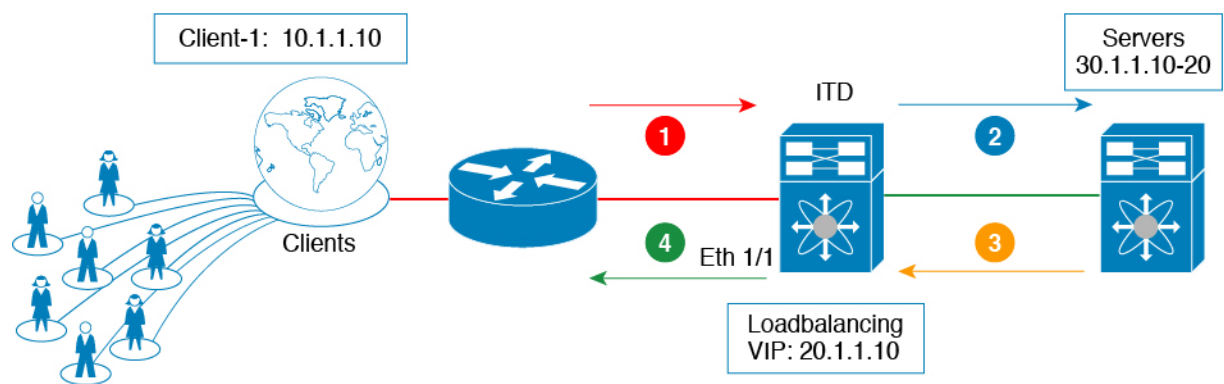 Client-1: 10.1.1.10
Servers
30.1.1.10-20
ITD
1
2
Clients
4
Eth 1/1
3
Loadbalancing
VIP: 20.1.1.10